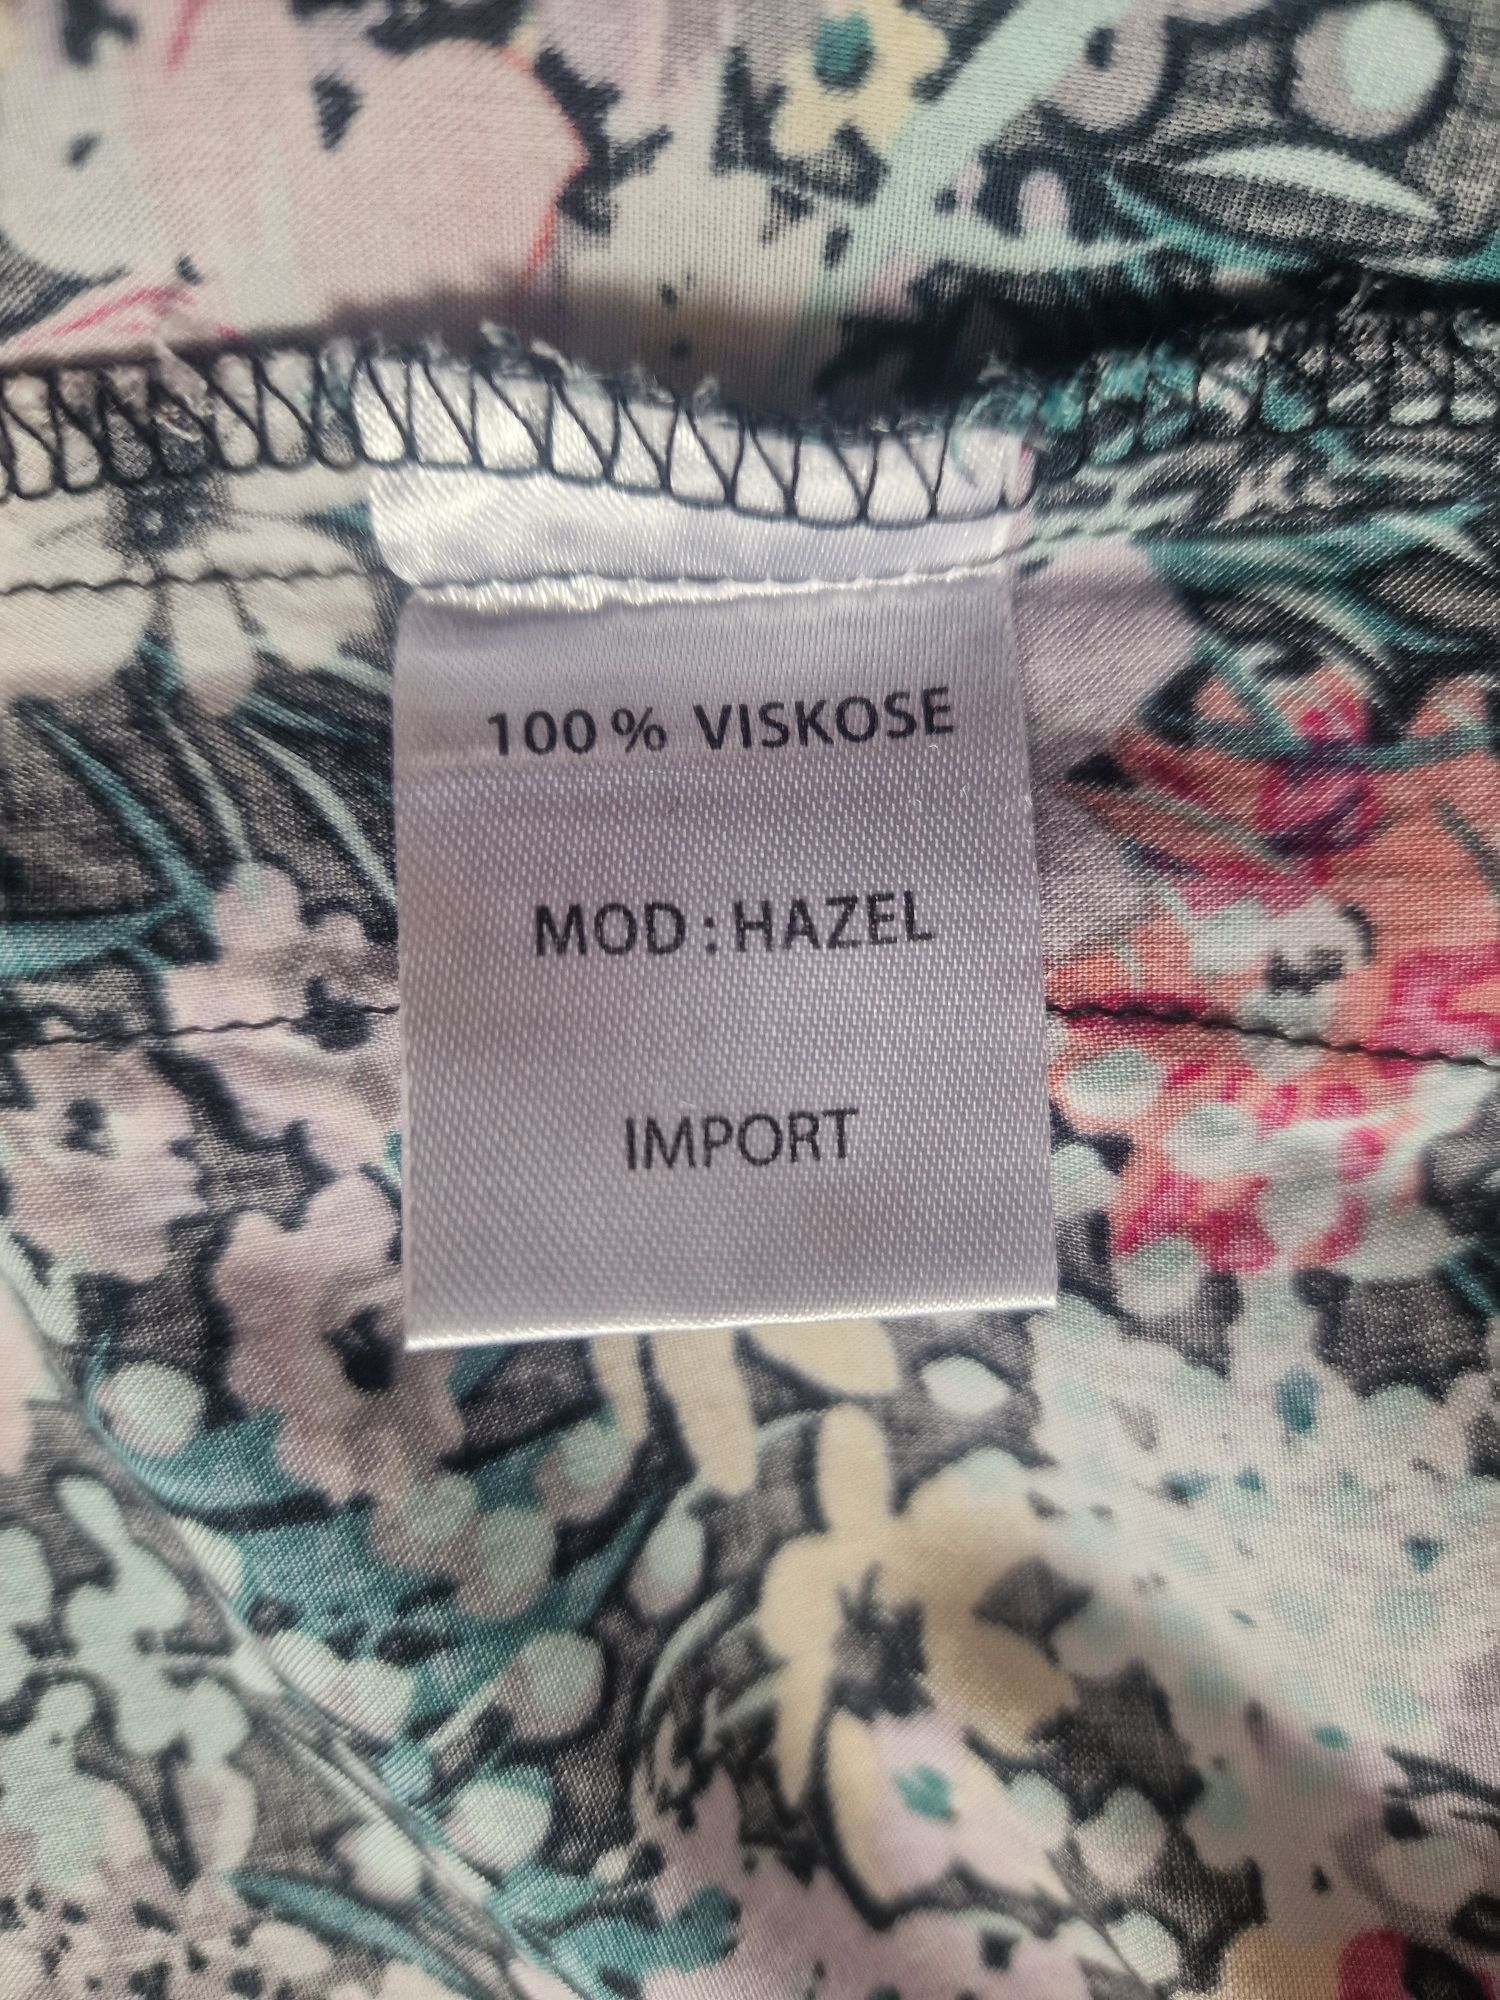 100 % VISKOSE
MOD : HAZEL
IMPORT